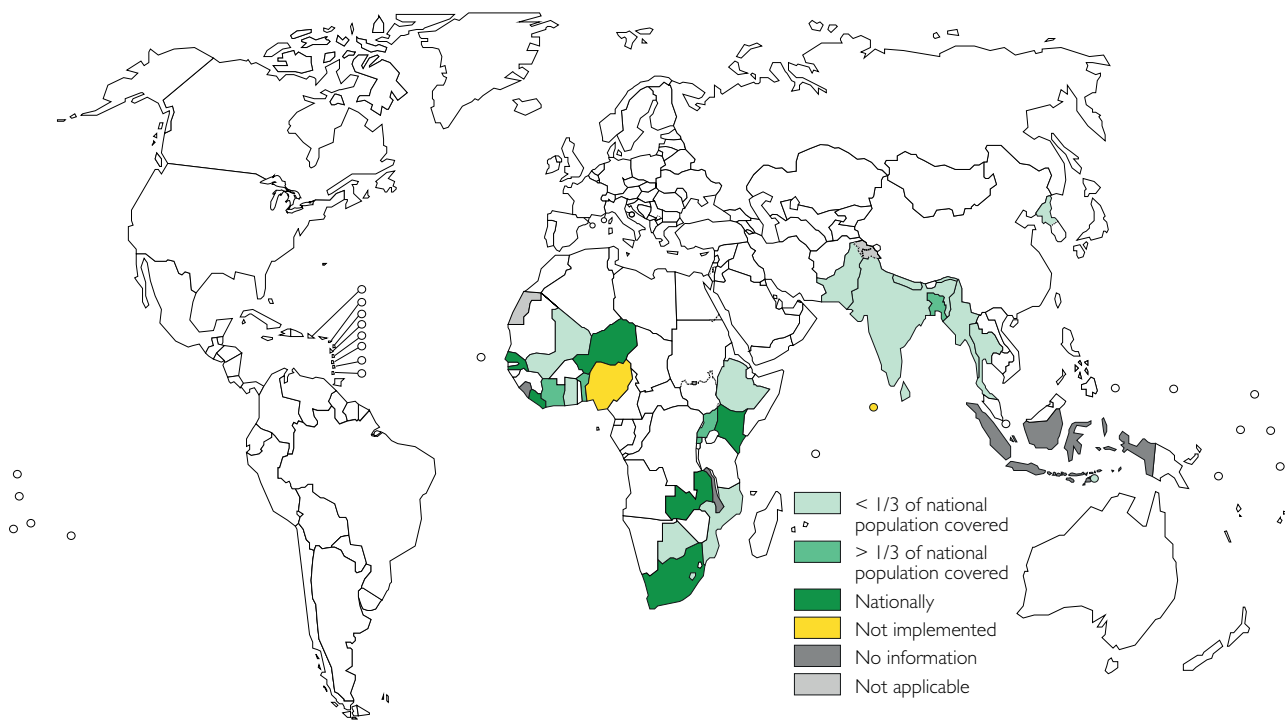 < 1/3 of national
population covered
> 1/3 of national
population covered
Nationally
Not implemented
No information
Not applicable